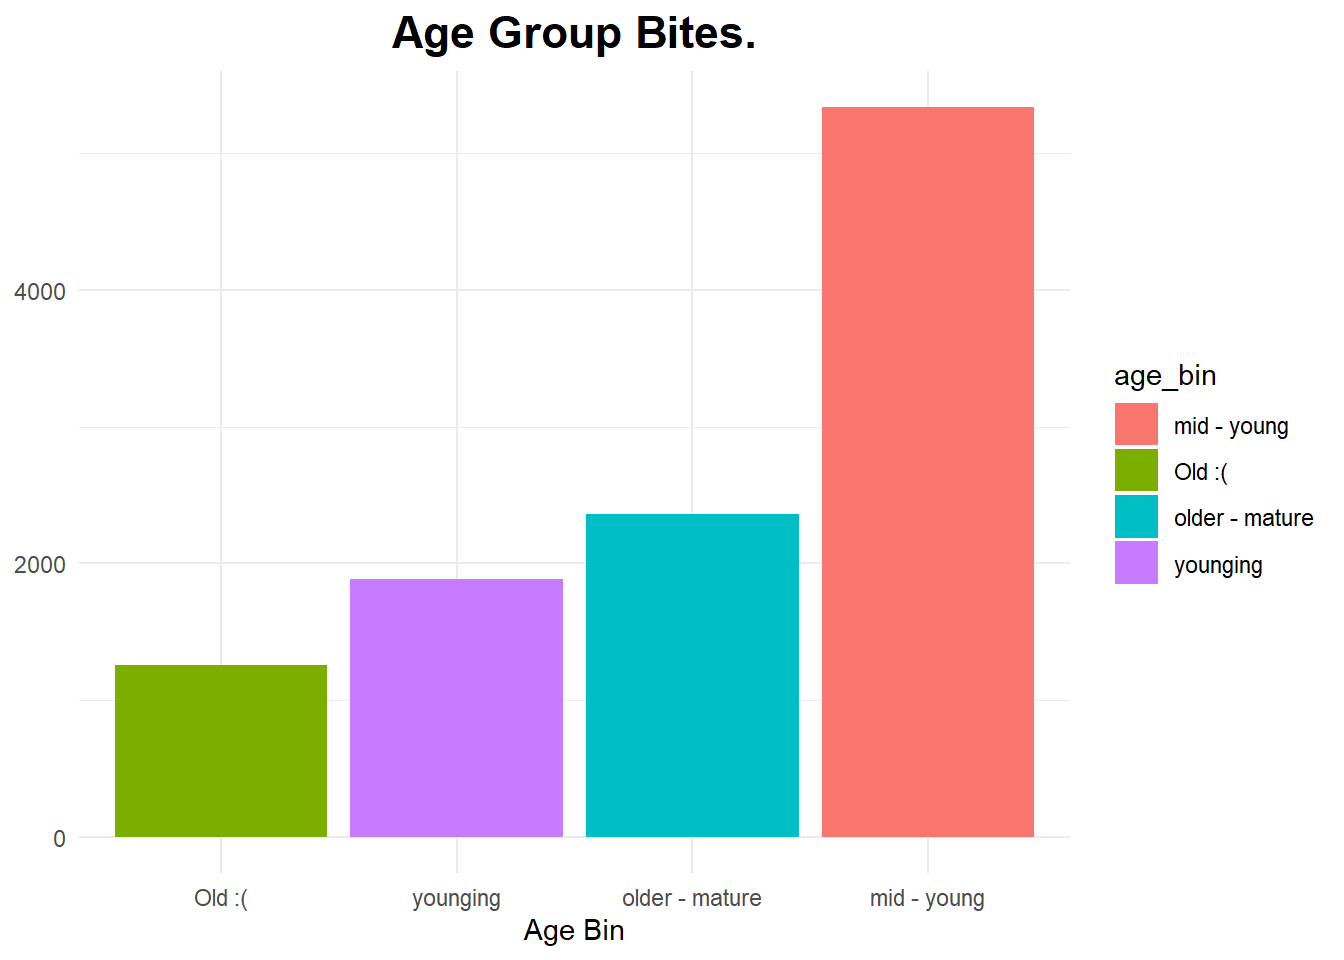 Age Group Bites.
4000
2000
0
Old :(
younging
older - mature
mid - young
Age Bin
age_bin
mid - young
Old :(
older - mature
younging